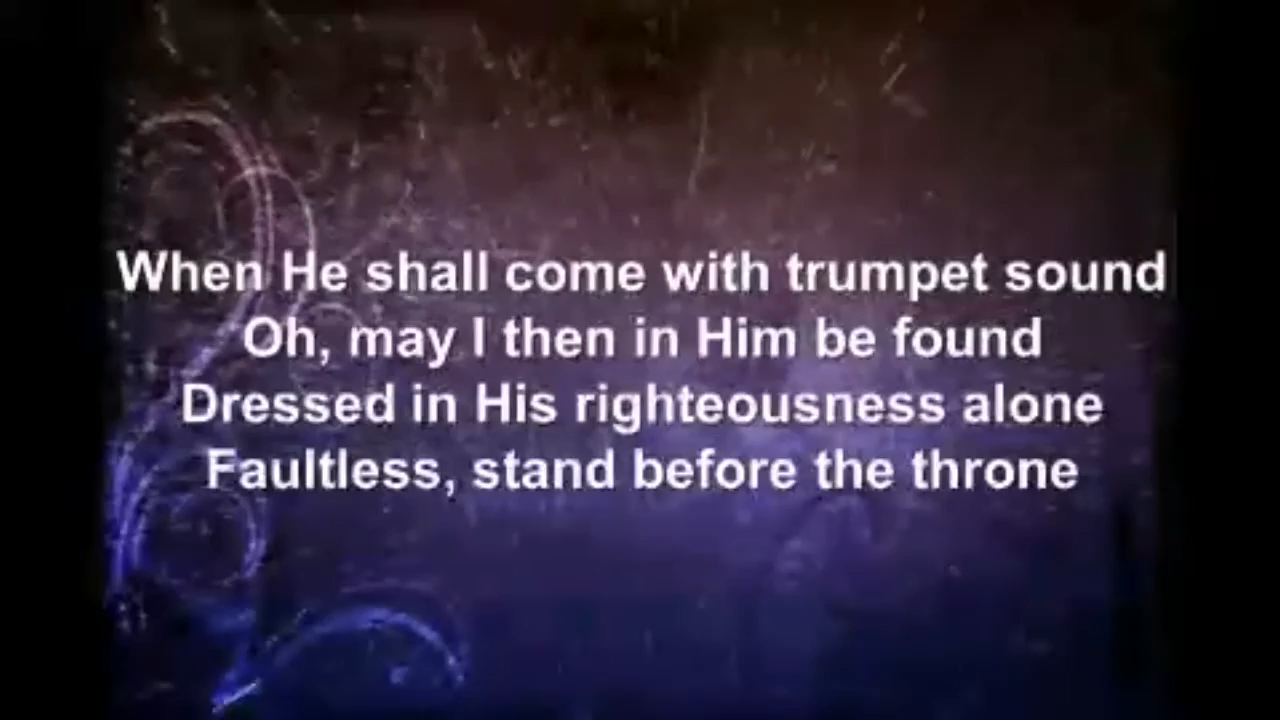 When He shall come with trumpet sound
Oh, may I then in Him be found
Dressed in His righteousness alone
Faultless, stand before the throne